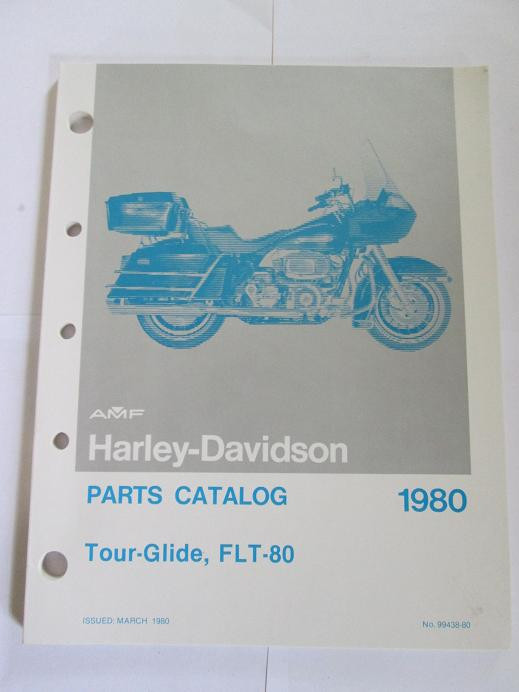 AMF
Harley-Davidson
PARTS CATALOG 1980
Tour-Glide, FLT-80
ISSUED: MARCH 1980 No. 99438-80